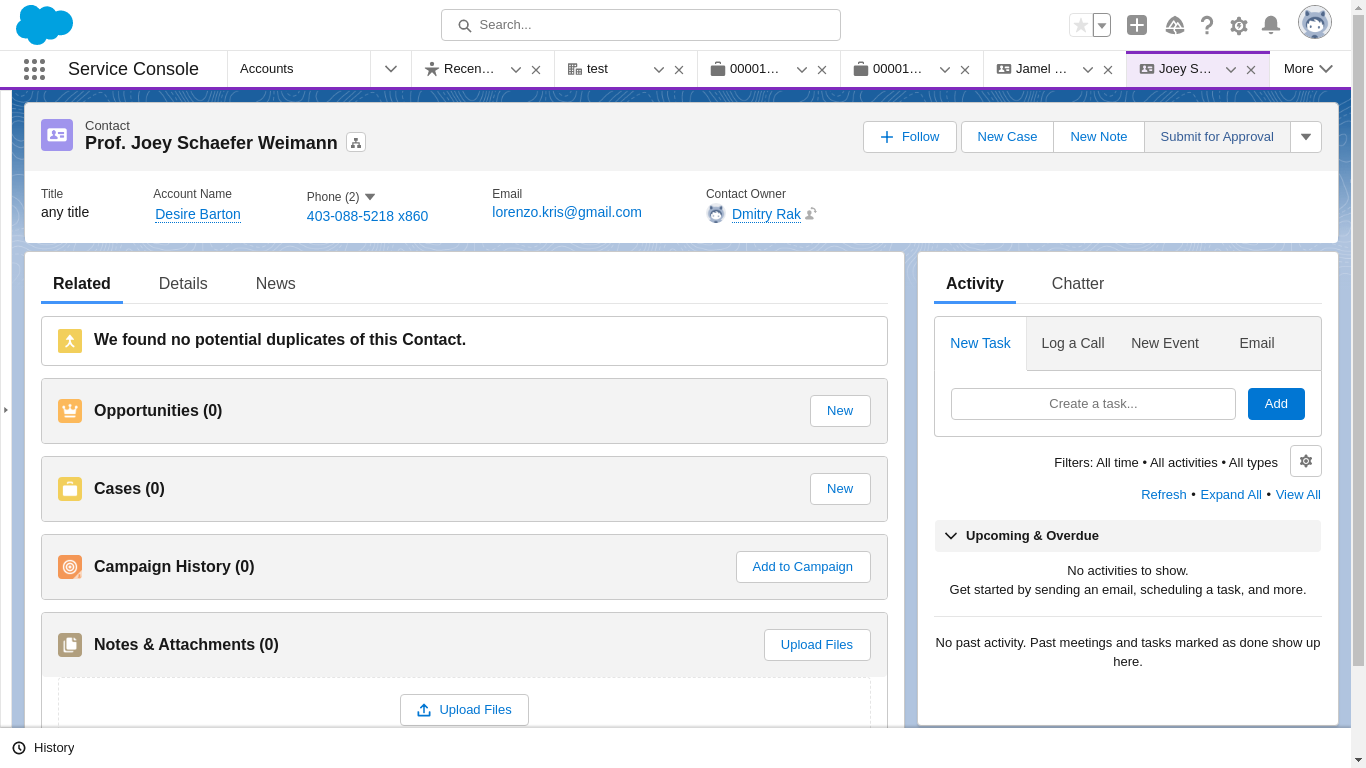 Search...
Service Console
Accounts
Recen…
test
00001…
00001…
Jamel …
Joey S…
More
Contact
Prof. Joey Schaefer Weimann
Follow
New Case
New Note
Submit for Approval
Title
any title
Account Name
Desire Barton
Phone (2)
403-088-5218 x860
Email
lorenzo.kris@gmail.com
Contact Owner
Dmitry Rak
Related
Details
News
We found no potential duplicates of this Contact.
Opportunities (0)
New
Cases (0)
New
Campaign History (0)
Add to Campaign
Notes & Attachments (0)
Upload Files
Upload Files
Activity
Chatter
New Task
Log a Call
New Event
Email
Create a task...
Add
Filters: All time • All activities • All types
Refresh • Expand All • View All
Upcoming & Overdue
No activities to show.
Get started by sending an email, scheduling a task, and more.
No past activity. Past meetings and tasks marked as done show up
here.
History